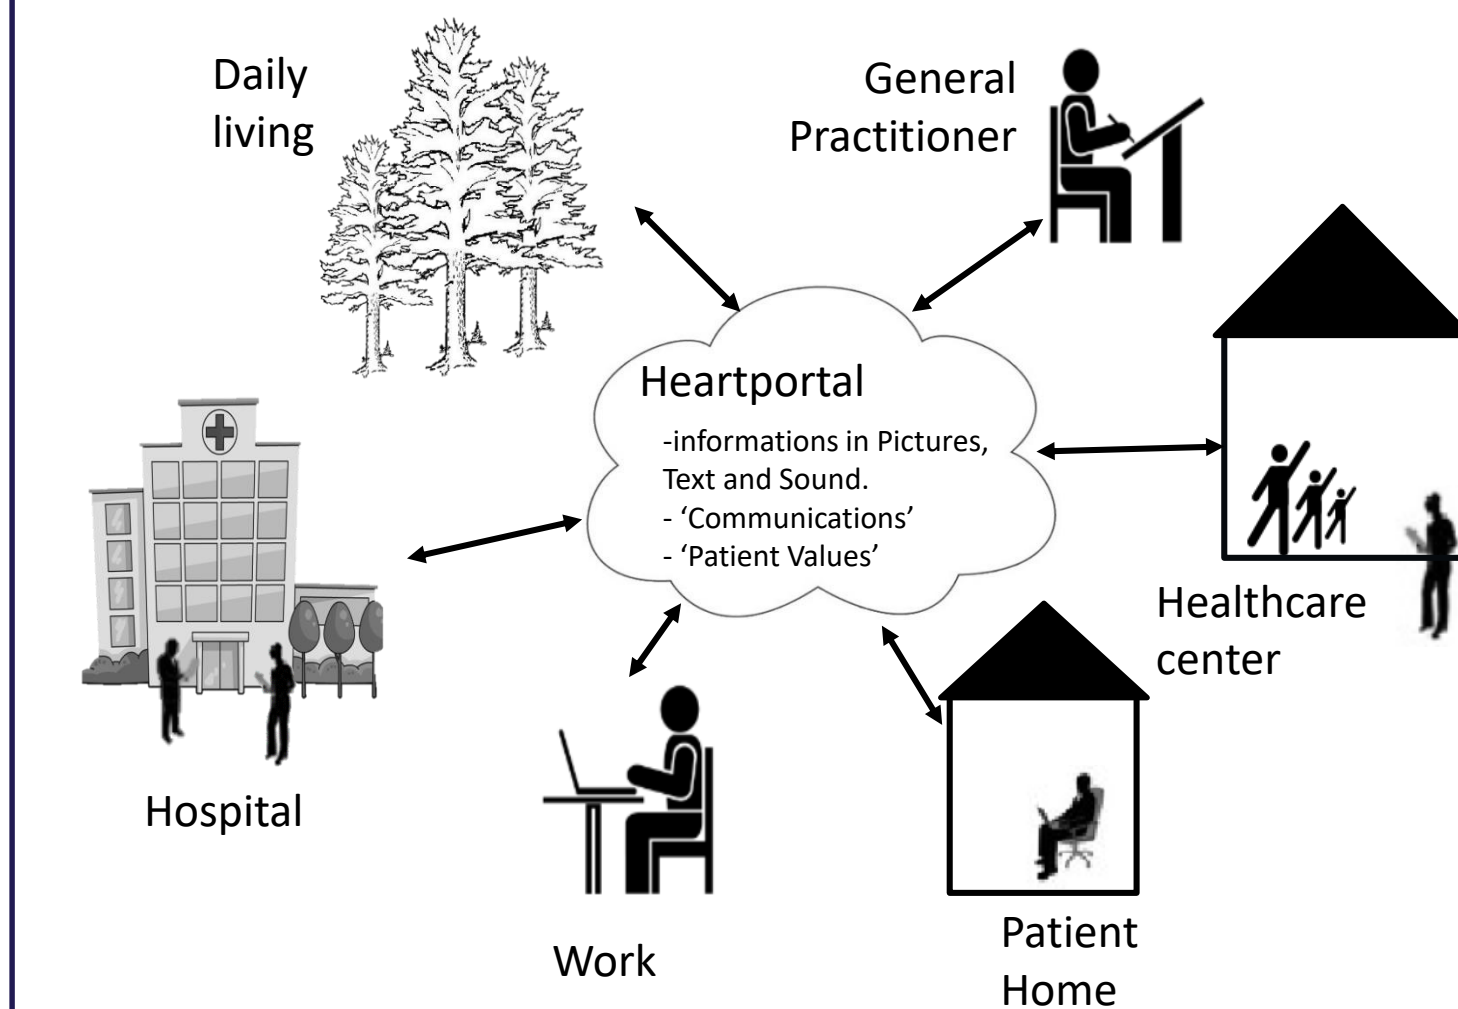 Daily
living
General
Practitioner
Heartportal
-informations in Pictures,
Text and Sound.
- ‘Communications’
- ‘Patient Values’
Healthcare
center
Hospital
Work
Patient
Home